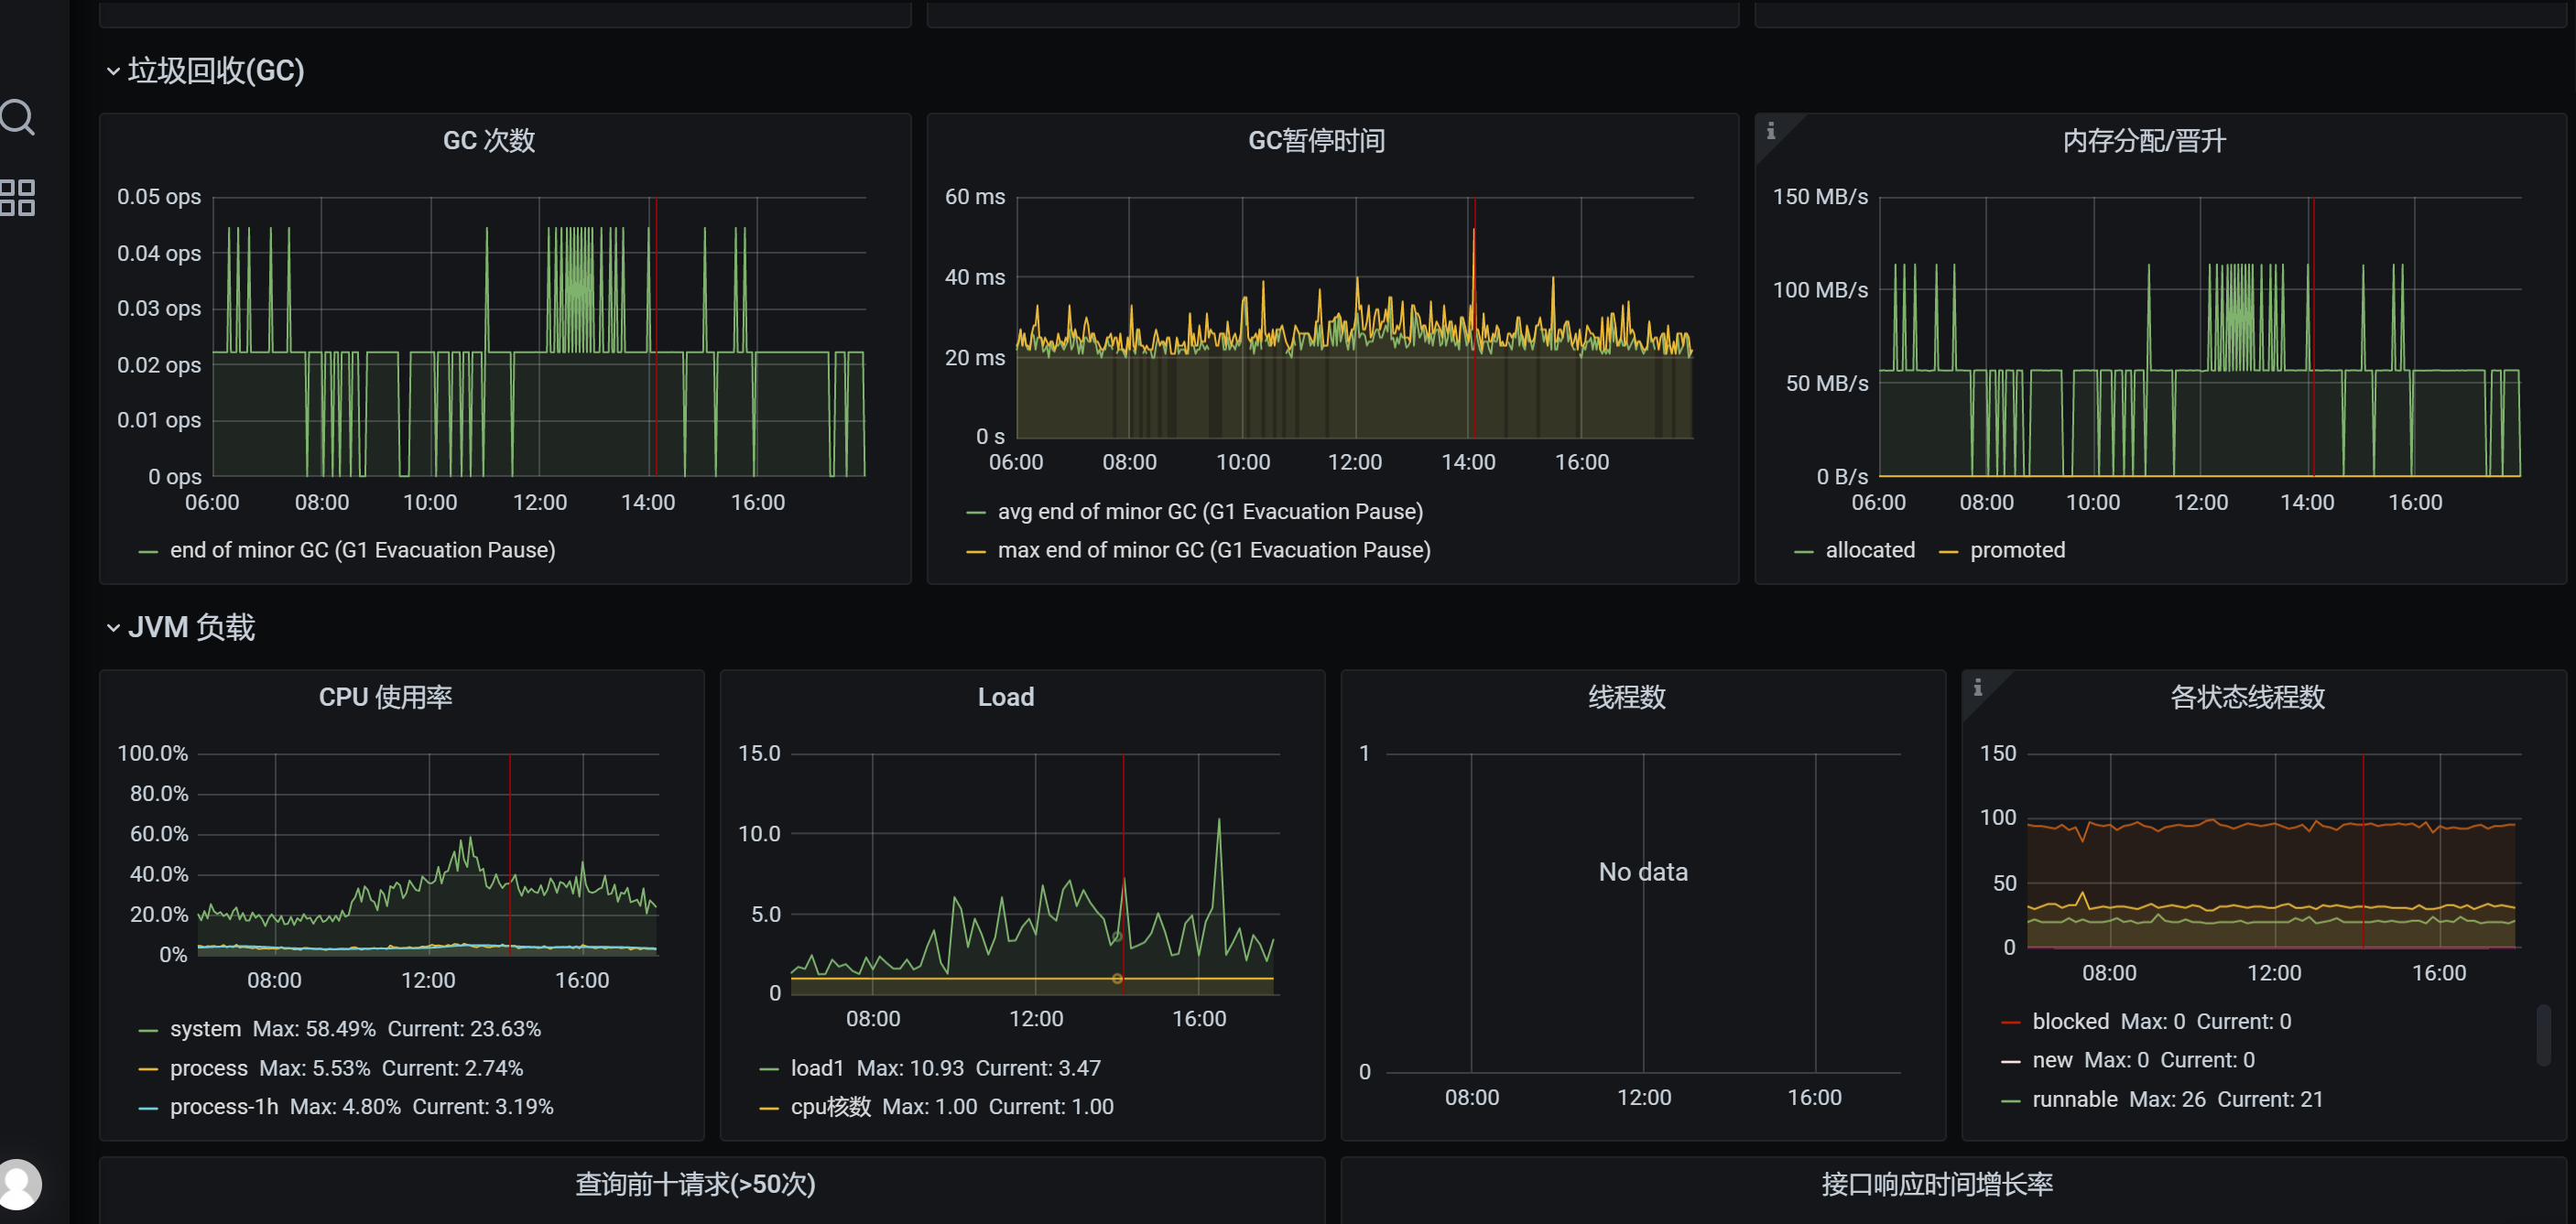 垃圾回收(GC)
GC 次数
0.05 ops
0.04 ops
0.03 ops
0.02 ops
0.01 ops
0 ops
06:00 08:00 10:00 12:00 14:00 16:00
end of minor GC (G1 Evacuation Pause)
GC暂停时间
60 ms
40 ms
20 ms
0 s
06:00 08:00 10:00 12:00 14:00 16:00
avg end of minor GC (G1 Evacuation Pause)
max end of minor GC (G1 Evacuation Pause)
i
内存分配/晋升
150 MB/s
100 MB/s
50 MB/s
0 B/s
06:00 08:00 10:00 12:00 14:00 16:00
allocated promoted
JVM 负载
CPU 使用率
100.0%
80.0%
60.0%
40.0%
20.0%
0%
08:00 12:00 16:00
system Max: 58.49% Current: 23.63%
process Max: 5.53% Current: 2.74%
process-1h Max: 4.80% Current: 3.19%
Load
15.0
10.0
5.0
0
08:00 12:00 16:00
load1 Max: 10.93 Current: 3.47
cpu核数 Max: 1.00 Current: 1.00
线程数
1
No data
0
08:00 12:00 16:00
i
各状态线程数
150
100
50
0
08:00 12:00 16:00
blocked Max: 0 Current: 0
new Max: 0 Current: 0
runnable Max: 26 Current: 21
查询前十请求(>50次)
接口响应时间增长率